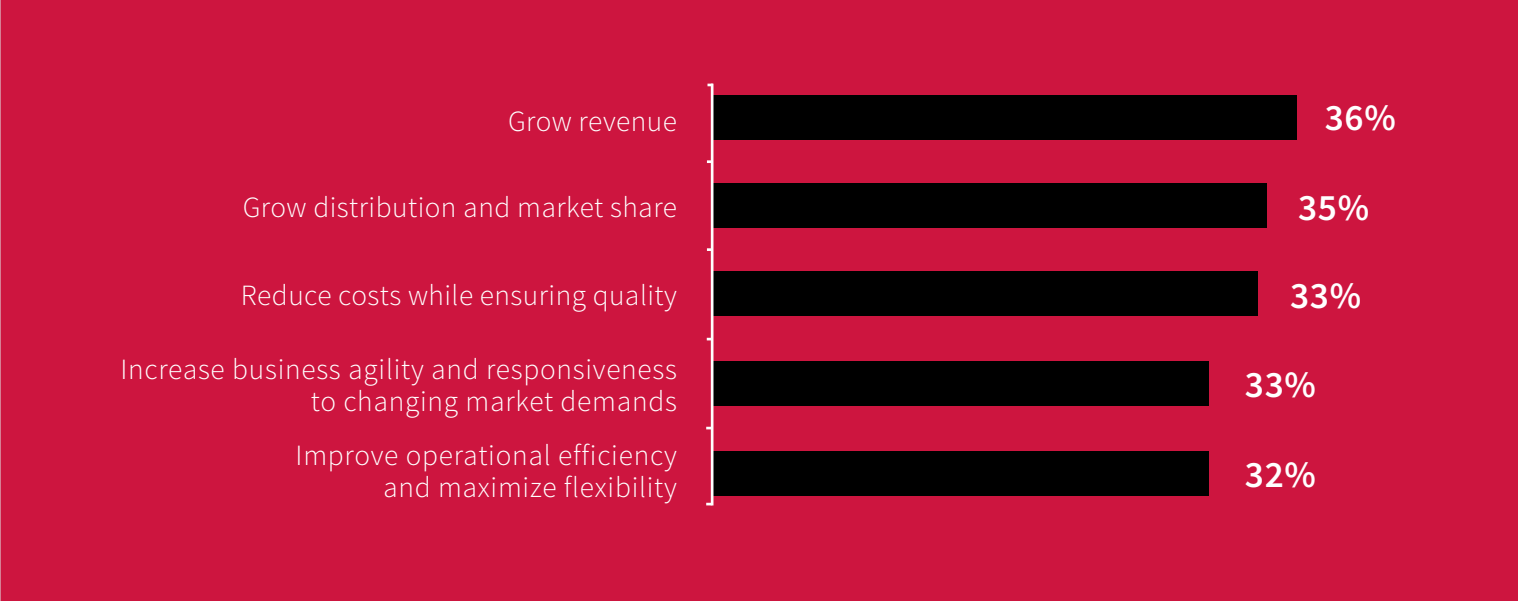 Grow revenue
36%
Grow distribution and market share
35%
Reduce costs while ensuring quality
33%
Increase business agility and responsiveness
to changing market demands
33%
Improve operational efficiency
and maximize flexibility
32%